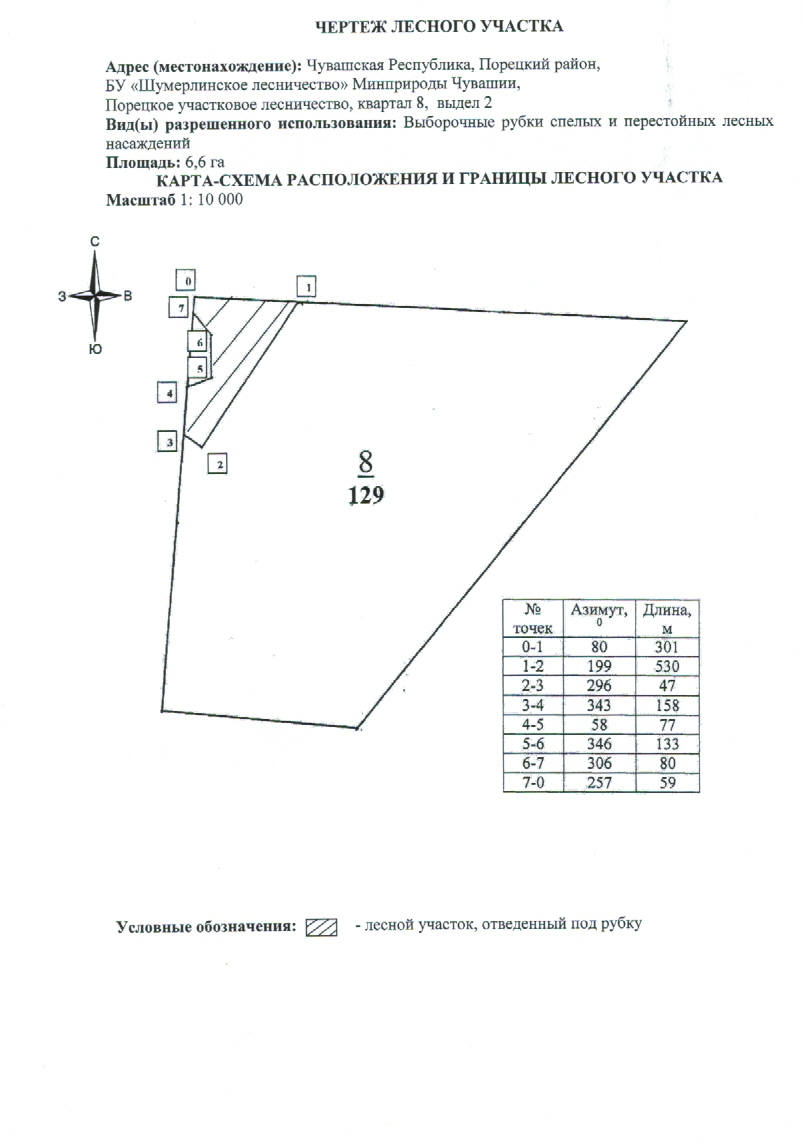 ЧЕРТЕЖ ЛЕСНОГО УЧАСТКА
Адрес (местонахождение): Чувашская Республика, Порецкий район,
БУ «Шумерлинское лесничество» Минприроды Чувашии,
Порецкое участковое лесничество, квартал 8, выдел 2
Вид(ы) разрешенного использования: Выборочные рубки спелых и перестойных лесных
насаждений
Площадь: 6,6 га
КАРТА-СХЕМА РАСПОЛОЖЕНИЯ И ГРАНИЦЫ ЛЕСНОГО УЧАСТКА
Масштаб 1: 10 000
С
З В
Ю
0
1
7
6
5
4
3
2
8
129
№ точек Азимут, 0 Длина, м
0-1 80 301
1-2 199 530
2-3 296 47
3-4 343 158
4-5 58 77
5-6 346 133
6-7 306 80
7-0 257 59
Условные обозначения: - лесной участок, отведенный под рубку